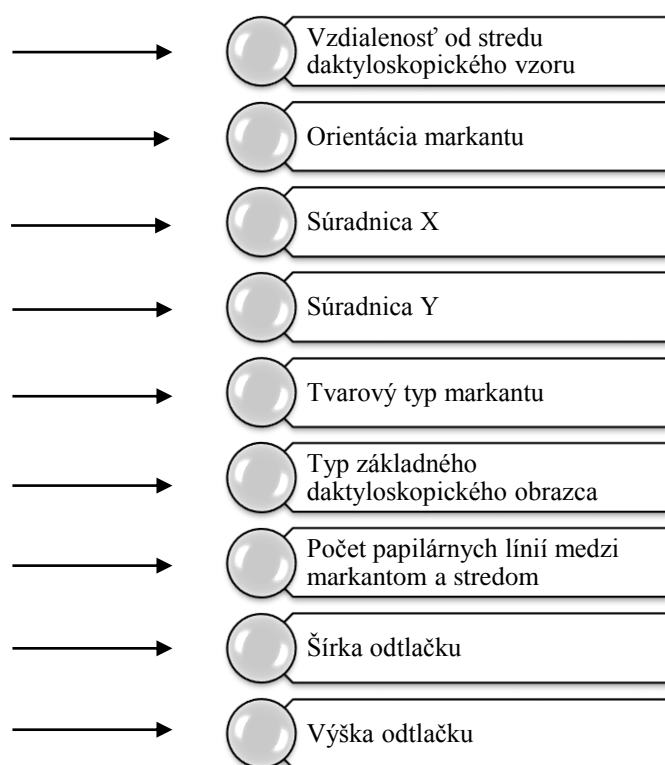 Vzdialenosť od stredu
daktyloskopického vzoru
Orientácia markantu
Súradnica X
Súradnica Y
Tvarový typ markantu
Typ základného
daktyloskopického obrazca
Počet papilárnych línií medzi
markantom a stredom
Šírka odtlačku
Výška odtlačku